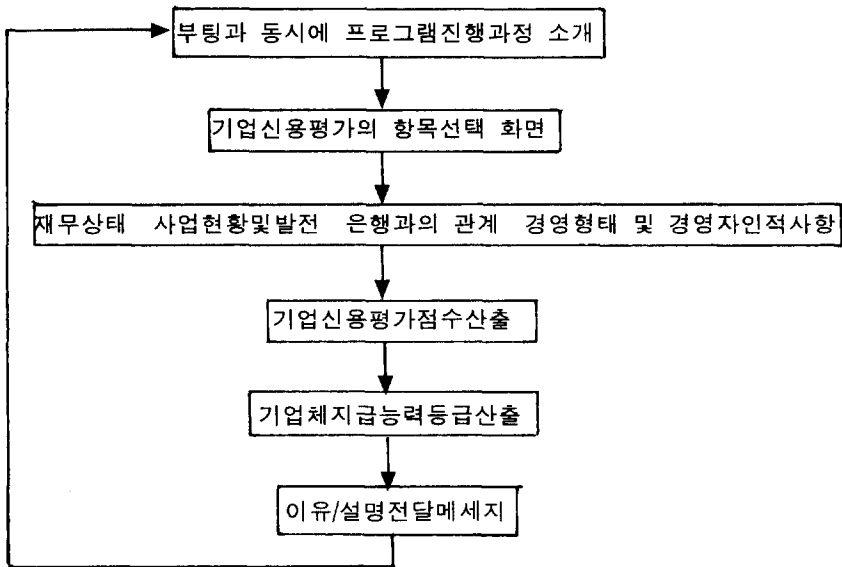 부팅과 동시에 프로그램진행과정 소개
기업신용평가의 항목선택 화면
재무상태 사업현황및발전 은행과의 관계 경영형태 및 경영자인적사항
기업신용평가점수산출
기업체지급능력등급산출
이유/설명전달메세지